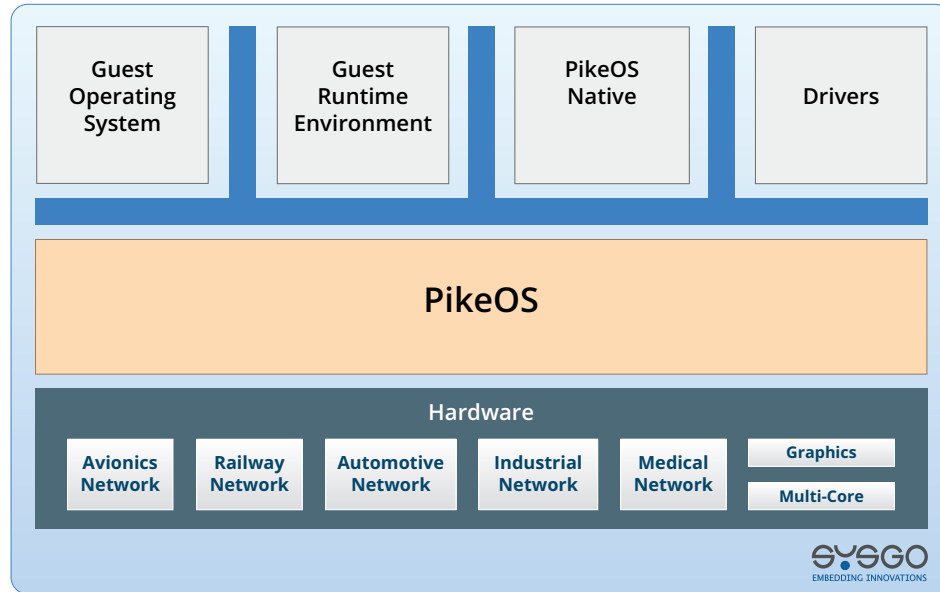 Guest
Operating
System
Guest
Runtime
Environment
PikeOS
Native
Drivers
PikeOS
Hardware
Avionics
Network
Railway
Network
Automotive
Network
Industrial
Network
Medical
Network
Graphics
Multi-Core
SYSGO
EMBEDDING INNOVATIONS